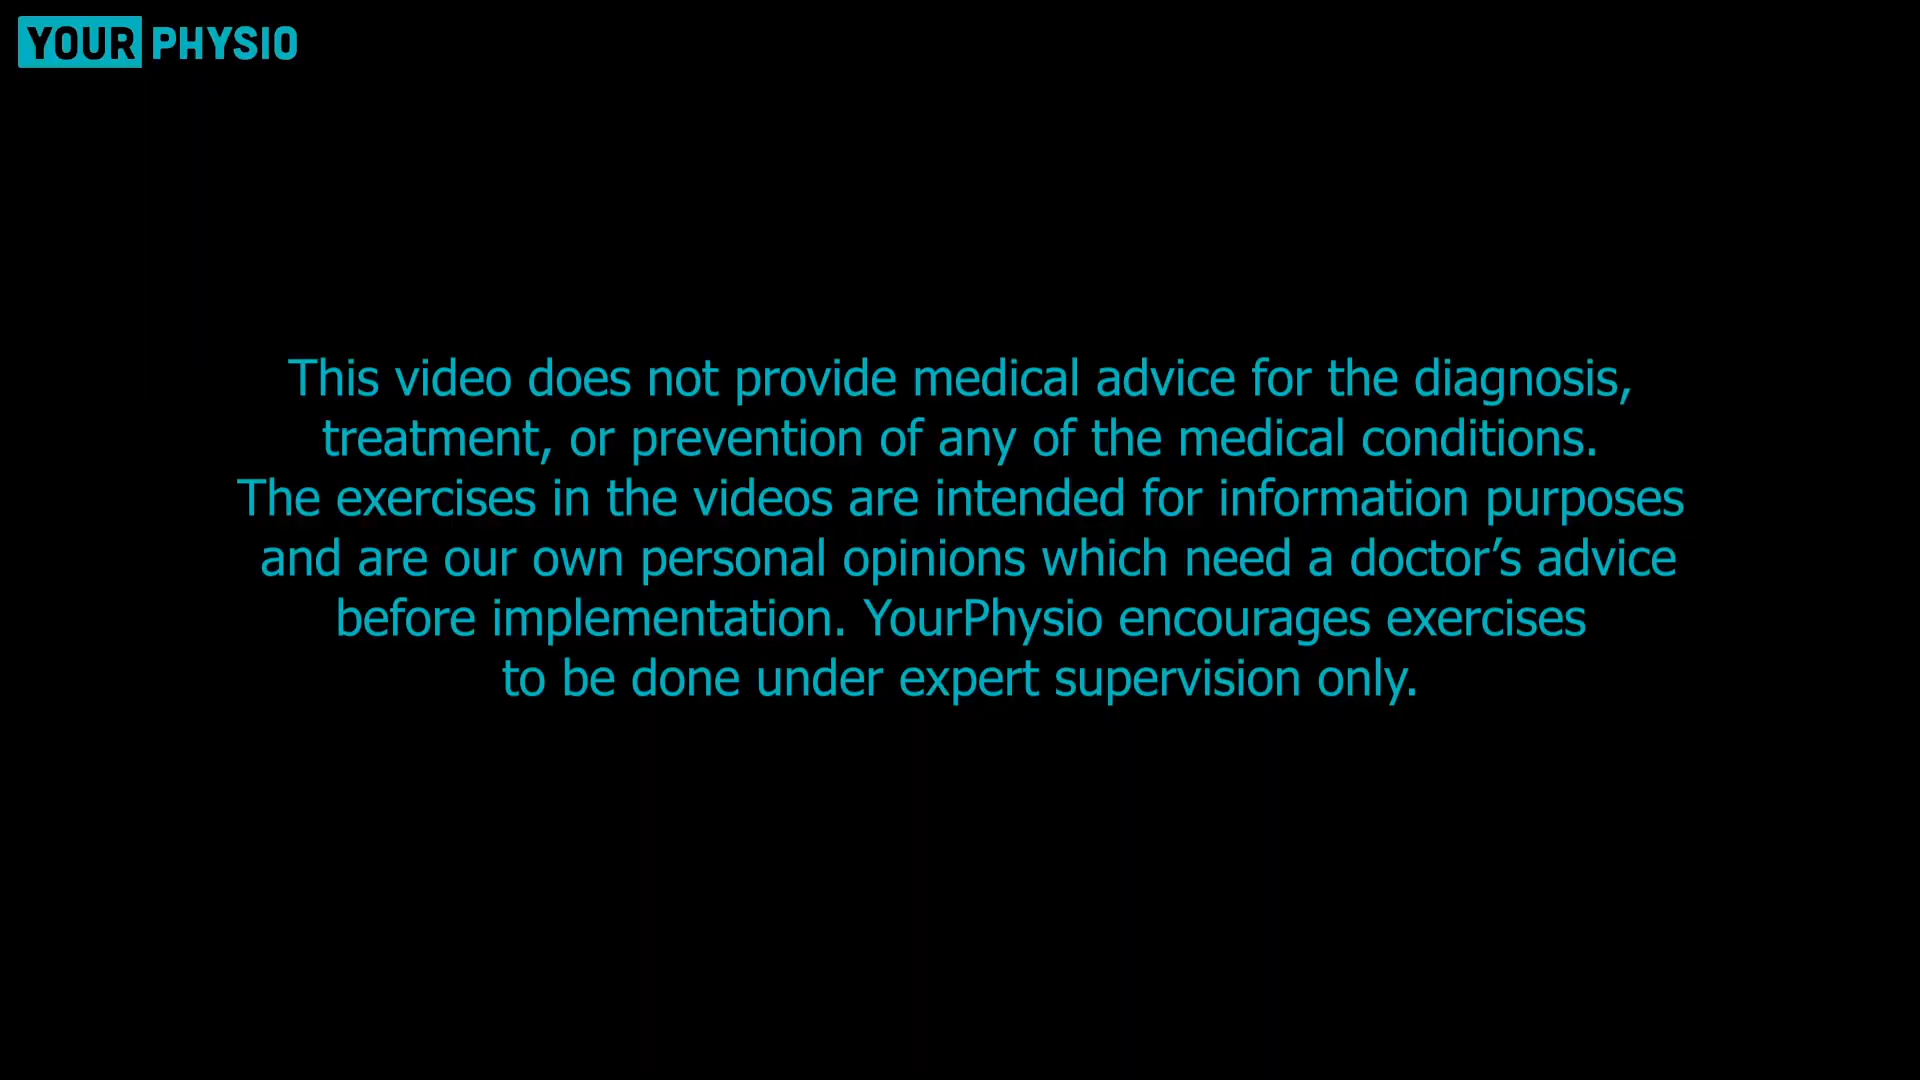 YOUR PHYSIO
This video does not provide medical advice for the diagnosis,
treatment, or prevention of any of the medical conditions.
The exercises in the videos are intended for information purposes
and are our own personal opinions which need a doctor’s advice
before implementation. YourPhysio encourages exercises
to be done under expert supervision only.